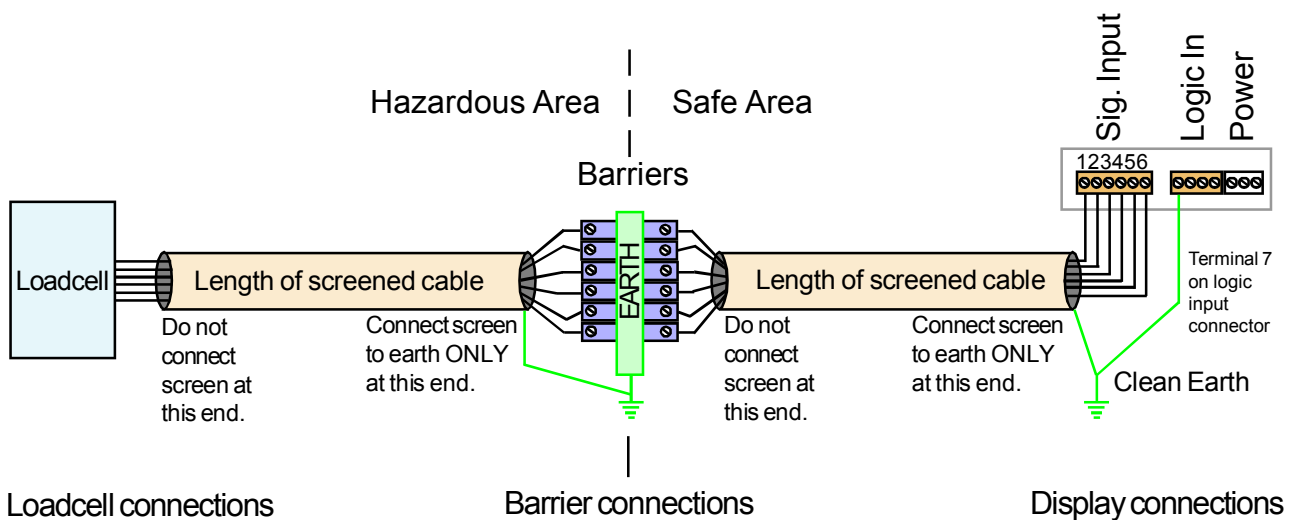 Hazardous Area
Safe Area
Sig. Input
Logic In
Power
123456
Barriers
Loadcell
Length of screened cable
EARTH
Length of screened cable
Terminal 7
on logic
input
connector
Do not
connect
screen at
this end.
Connect screen
to earth ONLY
at this end.
Do not
connect
screen at
this end.
Connect screen
to earth ONLY
at this end.
Clean Earth
Loadcell connections
Barrier connections
Display connections